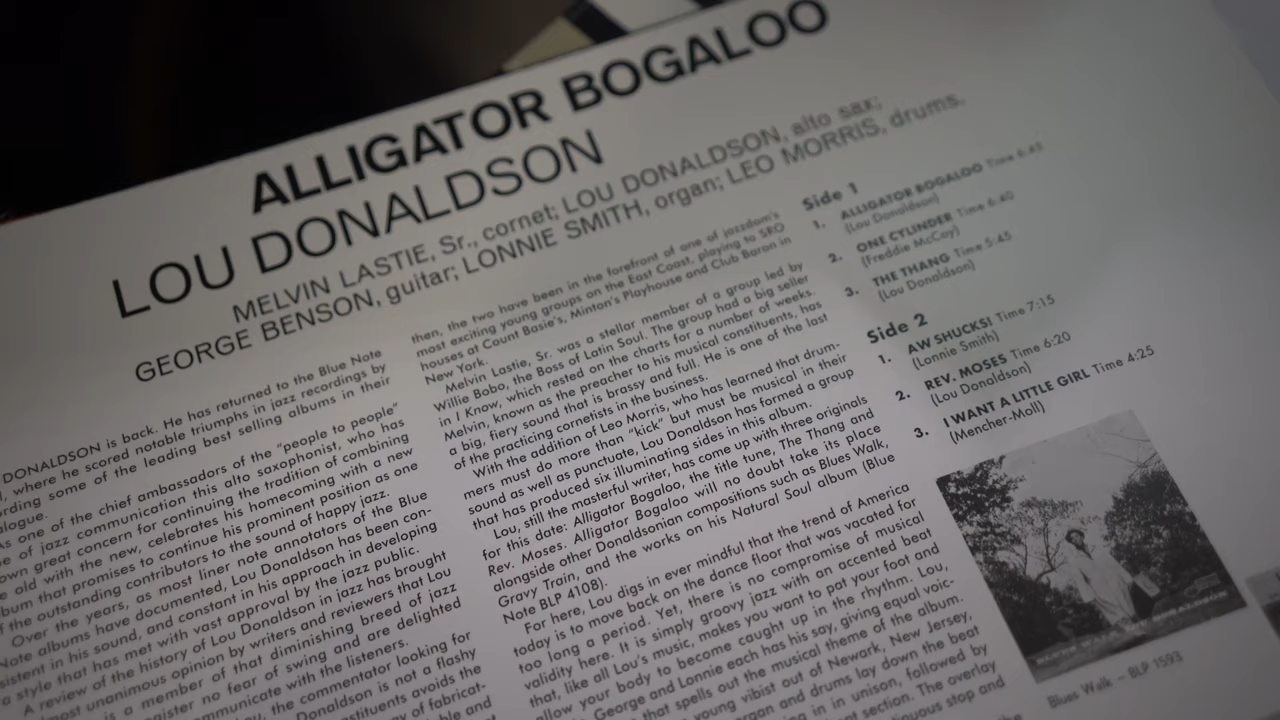 ALLIGATOR BOGALOO
LOU DONALDSON
MELVIN LASTIE, Sr., cornet; LOU DONALDSON, alto sax;
GEORGE BENSON, guitar; LONNIE SMITH, organ; LEO MORRIS, drums.
DONALDSON is back. He has returned to the Blue Note
where he scored notable triumphs in jazz recordings by
some of the leading best selling albums in their
one of the chief ambassadors of the "people to people"
of jazz communication this alto saxophonist, who has
own great concern for continuing the tradition of combining
old with the new, celebrates his homecoming with a new
that promises to continue his prominent position as one
the outstanding contributors to the sound of happy jazz.
Over the years, as most liner note annotators of the Blue
Note albums have documented, Lou Donaldson has been con-
sistent in his sound, and constant in his approach in developing
a style that has met with vast approval by the jazz public.
A review of the history of Lou Donaldson in jazz has brought
unanimous opinion by writers and reviewers that Lou
is a member of that diminishing breed of jazz
no fear of swing and are delighted
communicate with the listeners.
the commentator looking for
Donaldson is not a flashy
avoids the
then, the two have been in the forefront of one of jazzdom's
most exciting young groups on the East Coast, playing to SRO
houses at Count Basie's, Minton's Playhouse and Club Baron in
New York.
Melvin Lastie, Sr. was a stellar member of a group led by
Willie Bobo, the Boss of Latin Soul. The group had a big seller
in I Know, which rested on the charts for a number of weeks.
Melvin, known as the preacher to his musical constituents, has
a big, fiery sound that is brassy and full. He is one of the last
of the practicing cornetists in the business.
With the addition of Leo Morris, who has learned that drum-
mers must do more than "kick" but must be musical in their
sound as well as punctuate, Lou Donaldson has formed a group
that has produced six illuminating sides in this album.
Lou, still the masterful writer, has come up with three originals
for this date: Alligator Bogaloo, the title tune, The Thang and
Rev. Moses. Alligator Bogaloo will no doubt take its place
alongside other Donaldsonian compositions such as Blues Walk,
Gravy Train, and the works on his Natural Soul album (Blue
Note BLP 4108).
For here, Lou digs in ever mindful that the trend of America
today is to move back on the dance floor that was vacated for
too long a period. Yet, there is no compromise of musical
validity here. It is simply groovy jazz with an accented beat
that, like all Lou's music, makes you want to pat your foot and
allow your body to become caught up in the rhythm. Lou,
George and Lonnie each has his say, giving equal voic-
that spells out the musical theme of the album.
young vibist out of Newark, New Jersey,
organ and drums lay down the beat
in unison, followed by
section. The overlay
stop and
Side 1
1. ALLIGATOR BOGALOO Time 6:45
(Lou Donaldson)
2. ONE CYLINDER Time 6:40
(Freddie McCoy)
3. THE THANG Time 5:45
(Lou Donaldson)
Side 2
1. AW SHUCKS! Time 7:15
(Lonnie Smith)
2. REV. MOSES Time 6:20
(Lou Donaldson)
3. I WANT A LITTLE GIRL Time 4:25
(Mencher-Moll)
Blues Walk – BLP 1593